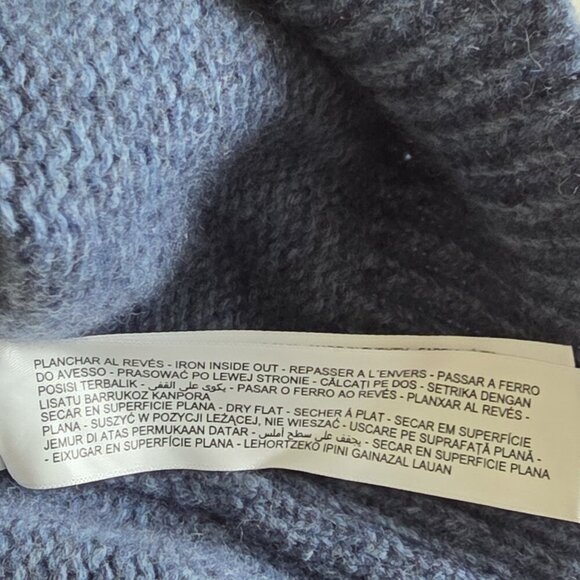 PLANCHAR AL REVÉS - IRON INSIDE OUT - REPASSER A L'ENVERS - PASSAR A FERRO
DO AVESSO - PRASOWAĆ PO LEWEJ STRONIE - CĂLCAȚI PE DOS - SETRIKA DENGAN
POSISI TERBALIK - يكوى على القفى - PASAR O FERRO AO REVÉS - PLANXAR AL REVÉS -
LISATU BARRUKOZ KANPORA
SECAR EN SUPERFICIE PLANA - DRY FLAT - SECHER Á PLAT - SECAR EM SUPERFÍCIE
PLANA - SUSZYĆ W POZYCJI LEZĄCEJ, NIE WIESZAĆ - USCARE PE SUPRAFAȚĂ PLANĂ -
JEMUR DI ATAS PERMUKAAN DATAR - يجفف على سطح أملس - SECAR EN SUPERFICIE PLANA
- EIXUGAR EN SUPERFÍCIE PLANA - LEHORTZEKO IPINI GAINAZAL LAUAN